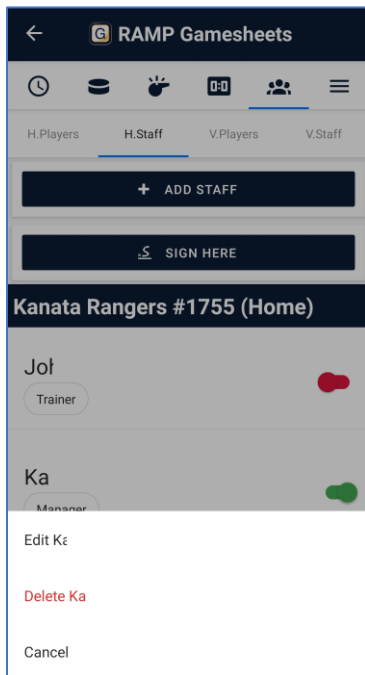 G RAMP Gamesheets
0:0
H.Players H.Staff V.Players V.Staff
+ ADD STAFF
SIGN HERE
Kanata Rangers #1755 (Home)
Trainer
Ka
Manager
Edit Ka
Delete Ka
Cancel